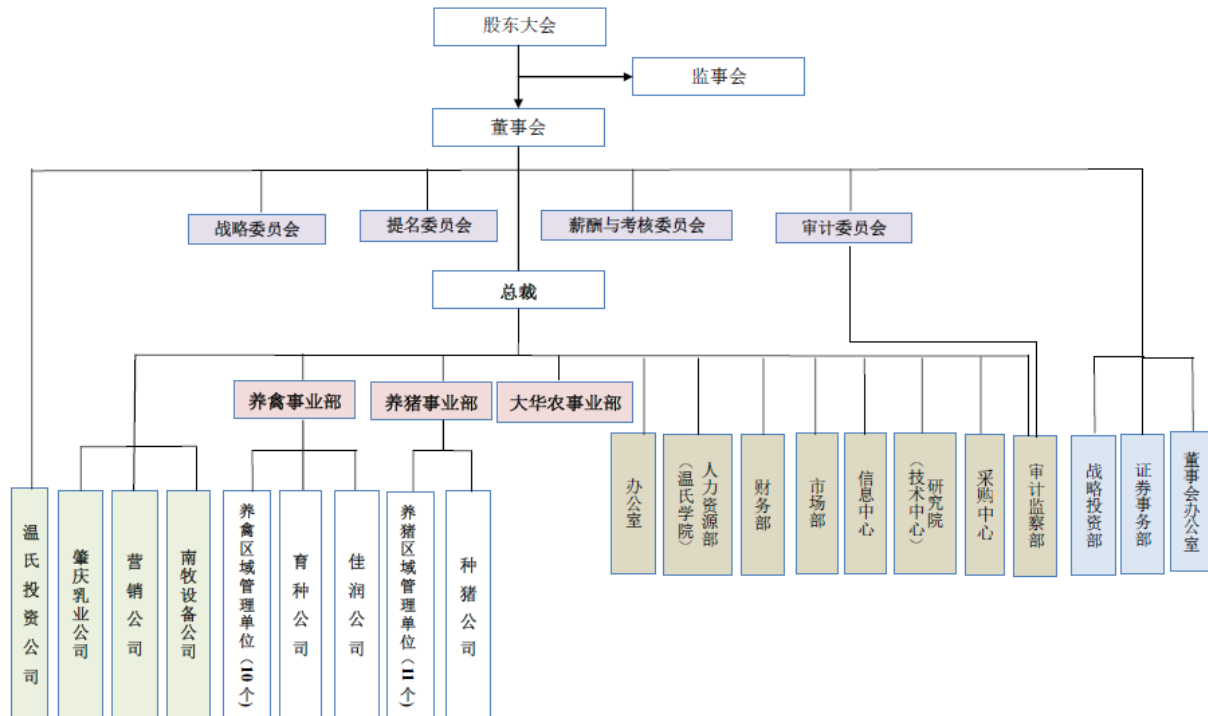 股东大会
监事会
董事会
战略委员会
提名委员会
薪酬与考核委员会
审计委员会
总裁
养禽事业部
养猪事业部
大华农事业部
温氏投资公司
肇庆乳业公司
营销公司
南牧设备公司
养禽区域管理单位（10个）
育种公司
佳润公司
养猪区域管理单位（11个）
种猪公司
办公室
人力资源部
（温氏学院）
财务部
市场部
信息中心
研究院
（技术中心）
采购中心
审计监察部
战略投资部
证券事务部
董事会办公室